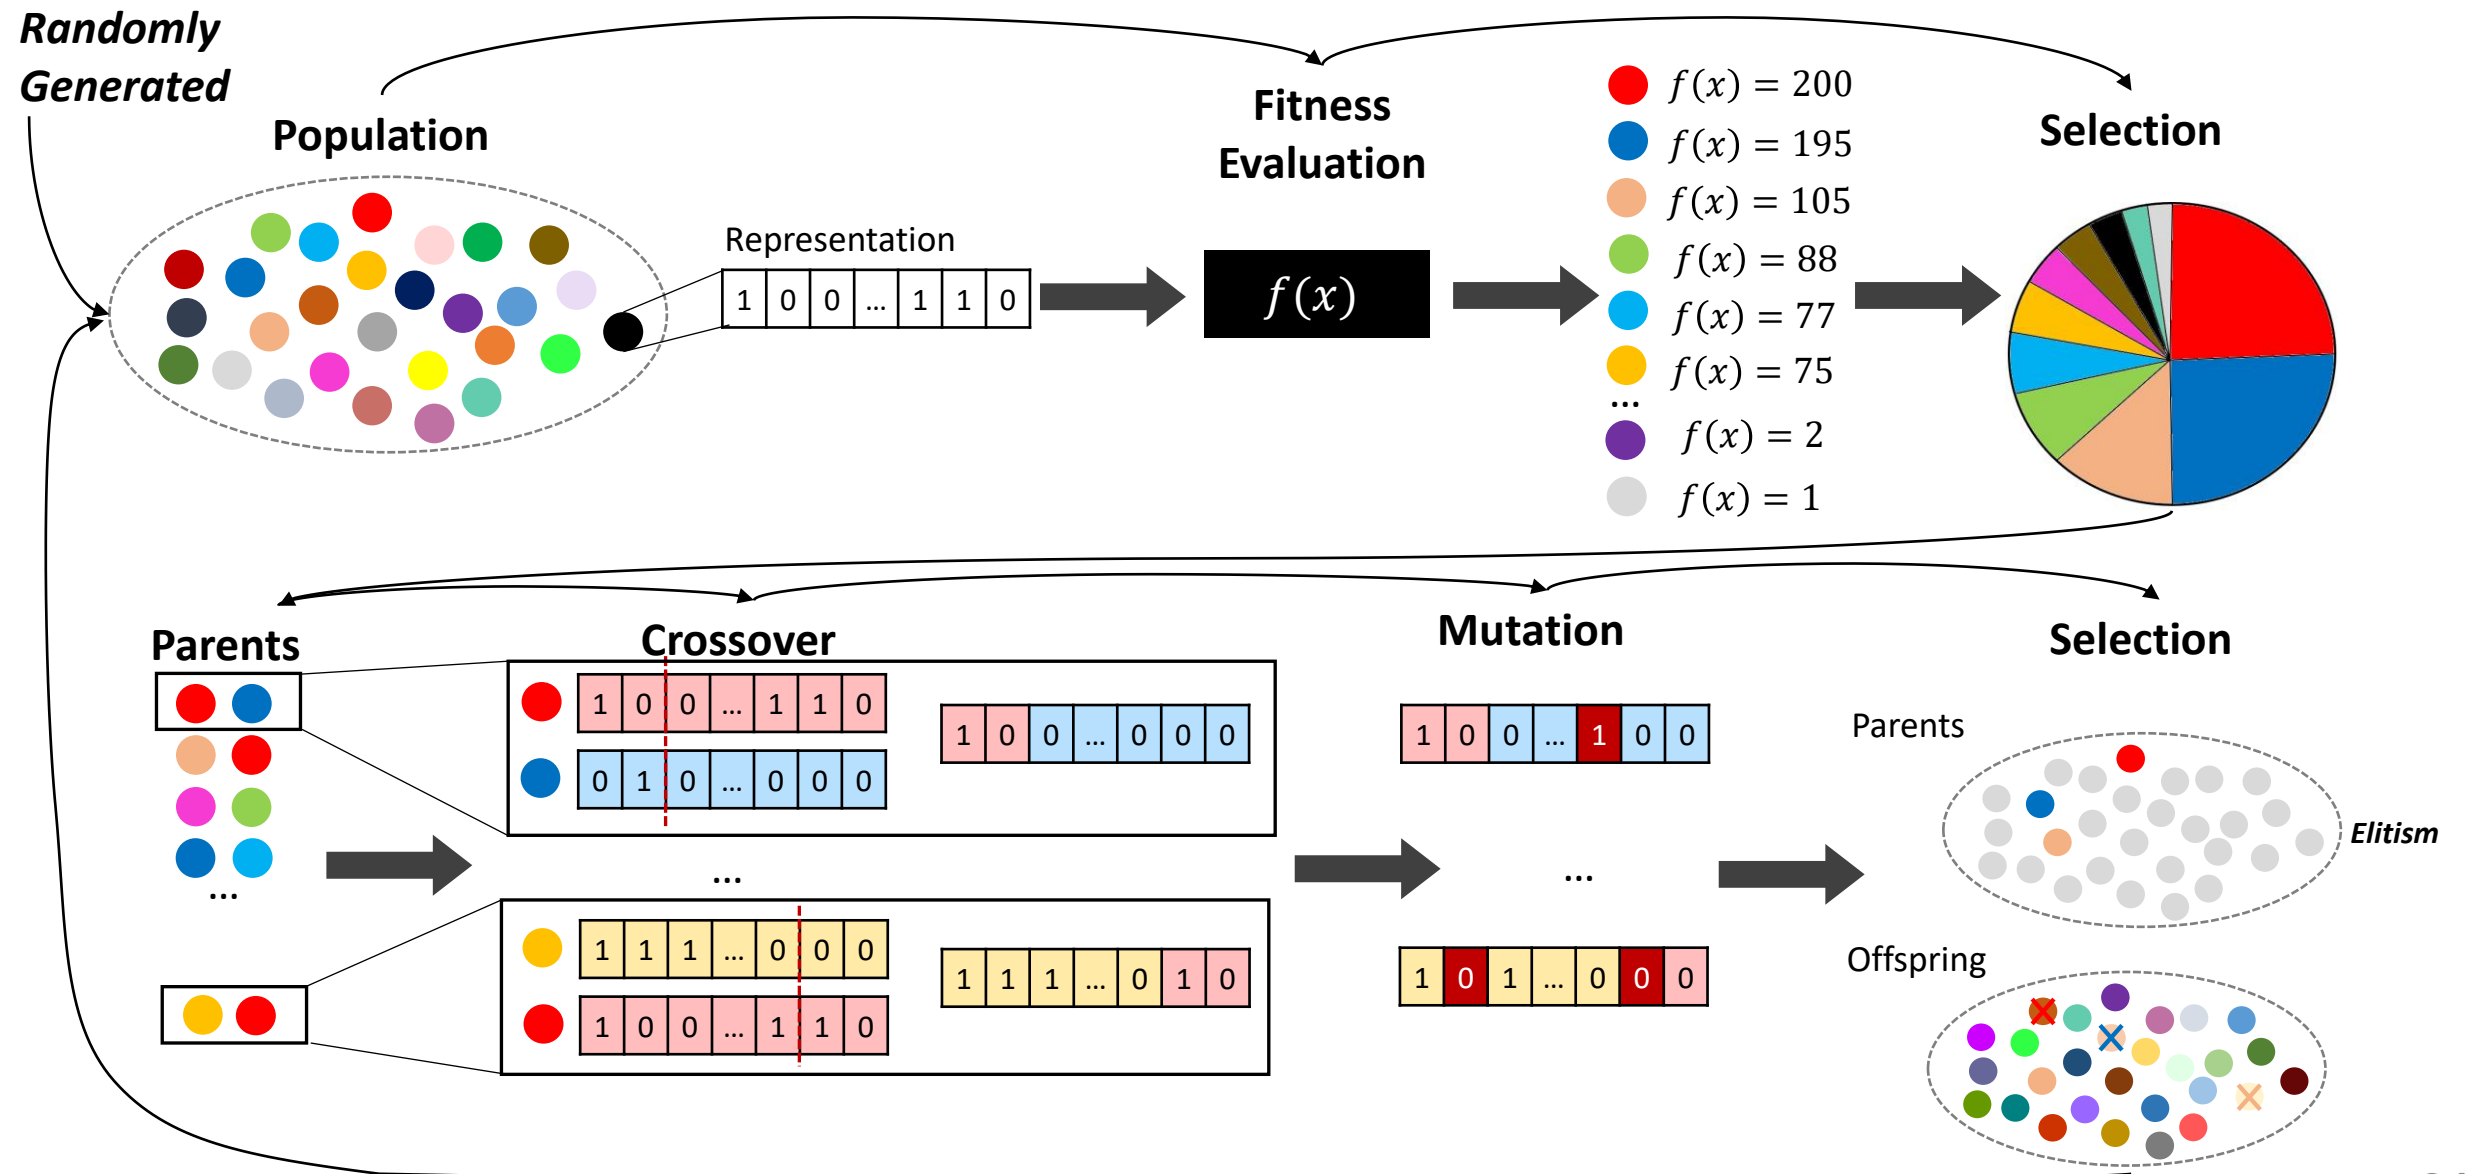 Randomly
Generated
Population
Representation
1 0 0 ... 1 1 0
Fitness
Evaluation
f(x)
f(x) = 200
f(x) = 195
f(x) = 105
f(x) = 88
f(x) = 77
f(x) = 75
...
f(x) = 2
f(x) = 1
Selection
Parents
...
Crossover
1 0 0 ... 1 1 0
0 1 0 ... 0 0 0
1 0 0 ... 0 0 0
...
1 1 1 ... 0 0 0
1 0 0 ... 1 1 0
1 1 1 ... 0 1 0
Mutation
1 0 0 ... 1 0 0
...
1 0 1 ... 0 0 0
Selection
Parents
Elitism
Offspring